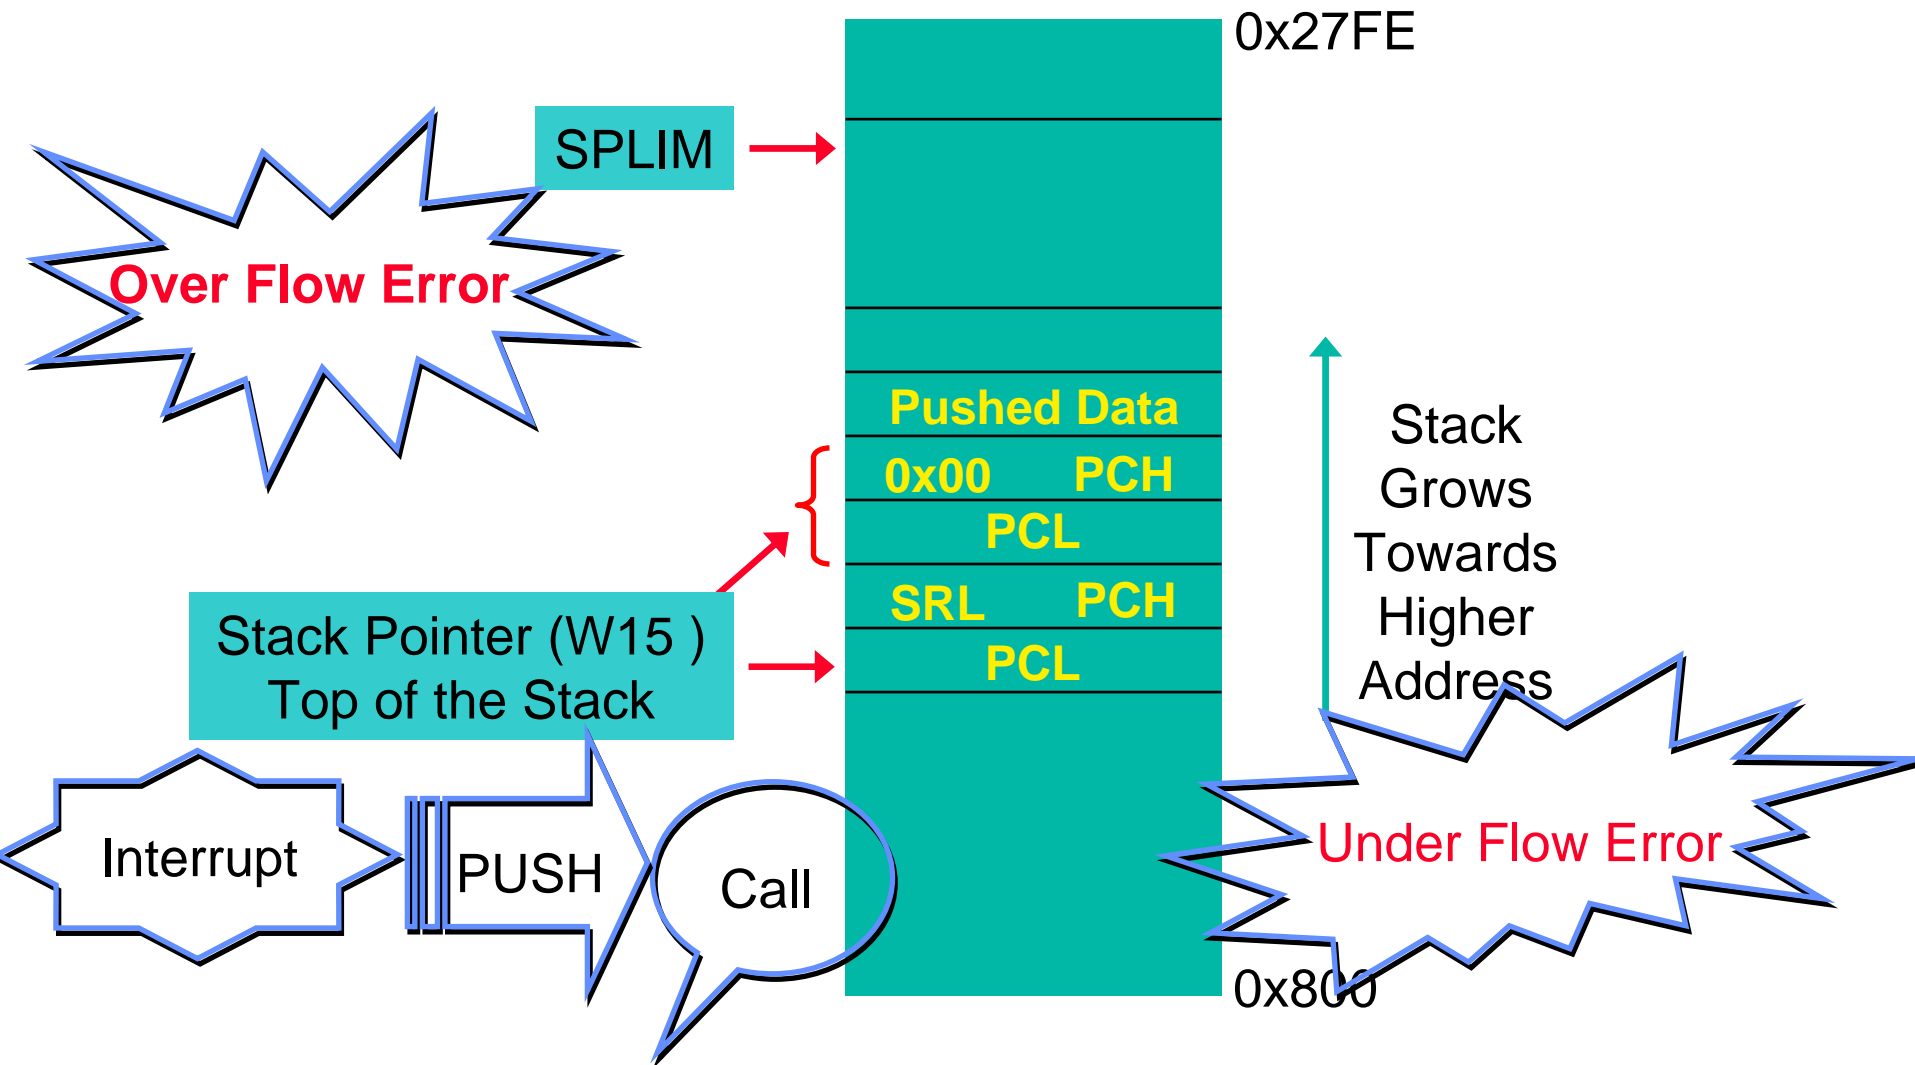 0x27FE
SPLIM
Over Flow Error
Pushed Data
0x00 PCH
PCL
SRL PCH
PCL
Stack
Grows
Towards
Higher
Address
Stack Pointer (W15 )
Top of the Stack
Interrupt
PUSH
Call
Under Flow Error
0x800